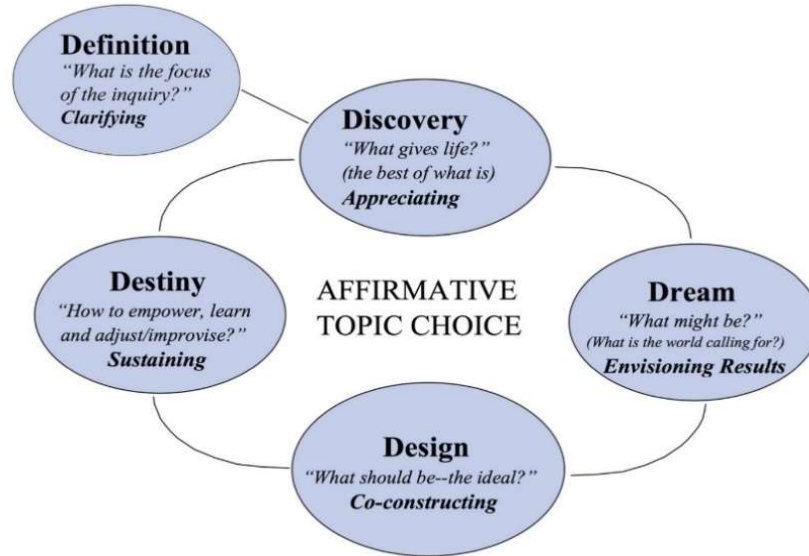 Definition
“What is the focus
of the inquiry?”
Clarifying
Discovery
“What gives life?”
(the best of what is)
Appreciating
Destiny
“How to empower, learn
and adjust/improvise?”
Sustaining
AFFIRMATIVE
TOPIC CHOICE
Dream
“What might be?”
(What is the world calling for?)
Envisioning Results
Design
“What should be--the ideal?”
Co-constructing